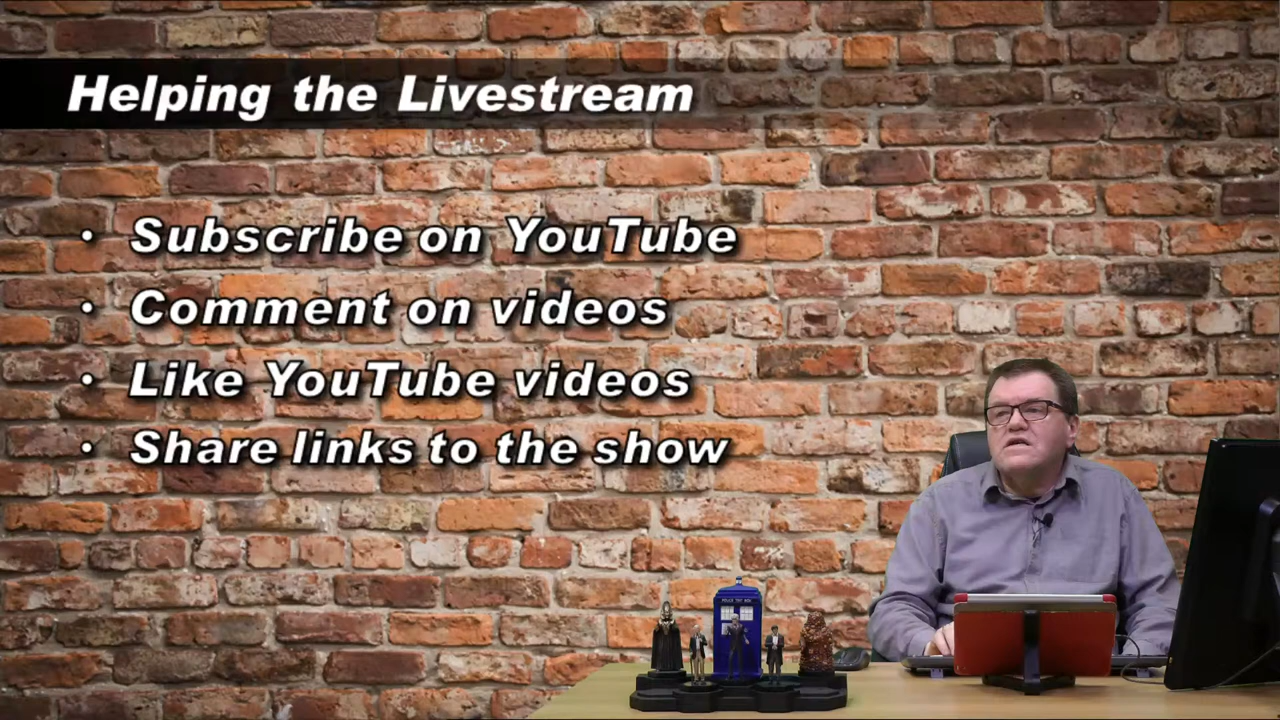 Helping the Livestream
• Subscribe on YouTube
• Comment on videos
• Like YouTube videos
• Share links to the show